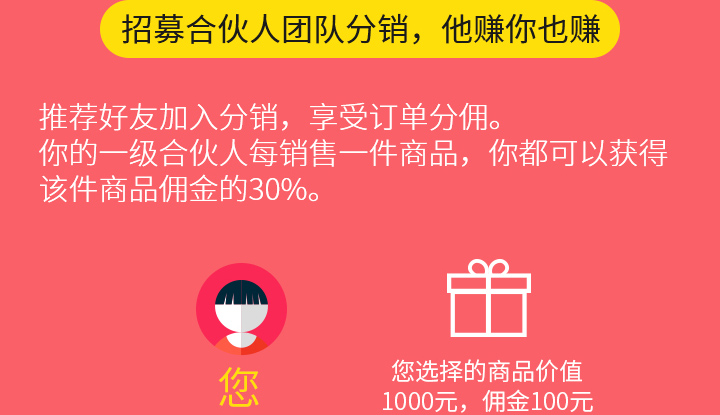 招募合伙人团队分销，他赚你也赚
推荐好友加入分销，享受订单分佣。
你的一级合伙人每销售一件商品，你都可以获得
该件商品佣金的30%。
您
您选择的商品价值
1000元，佣金100元